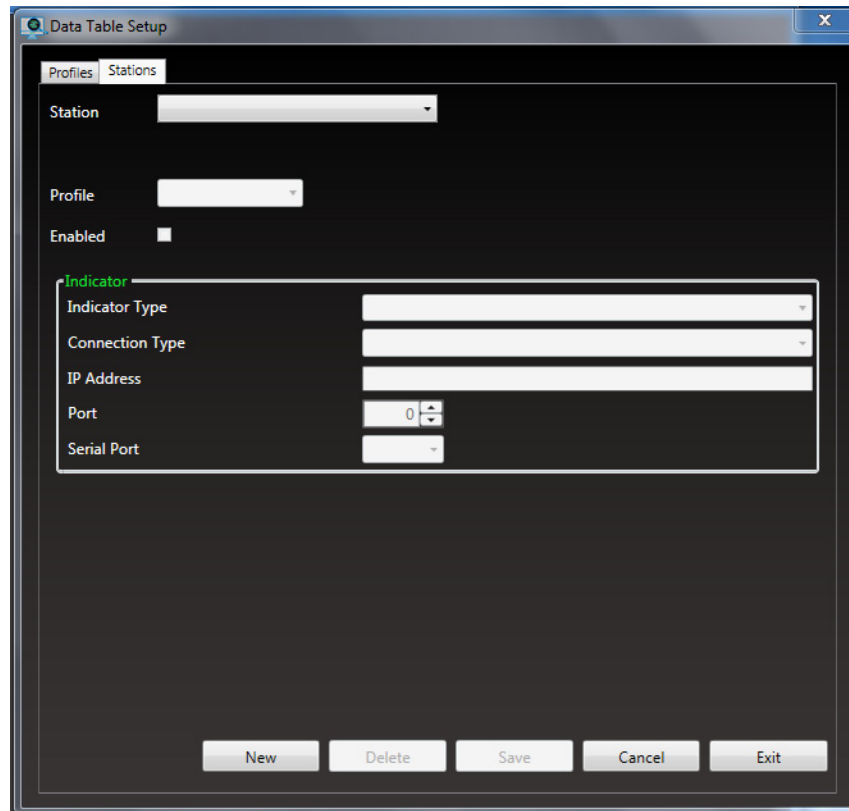 Data Table Setup
X
Profiles Stations
Station
Profile
Enabled
Indicator
Indicator Type
Connection Type
IP Address
Port 0
Serial Port
New Delete Save Cancel Exit